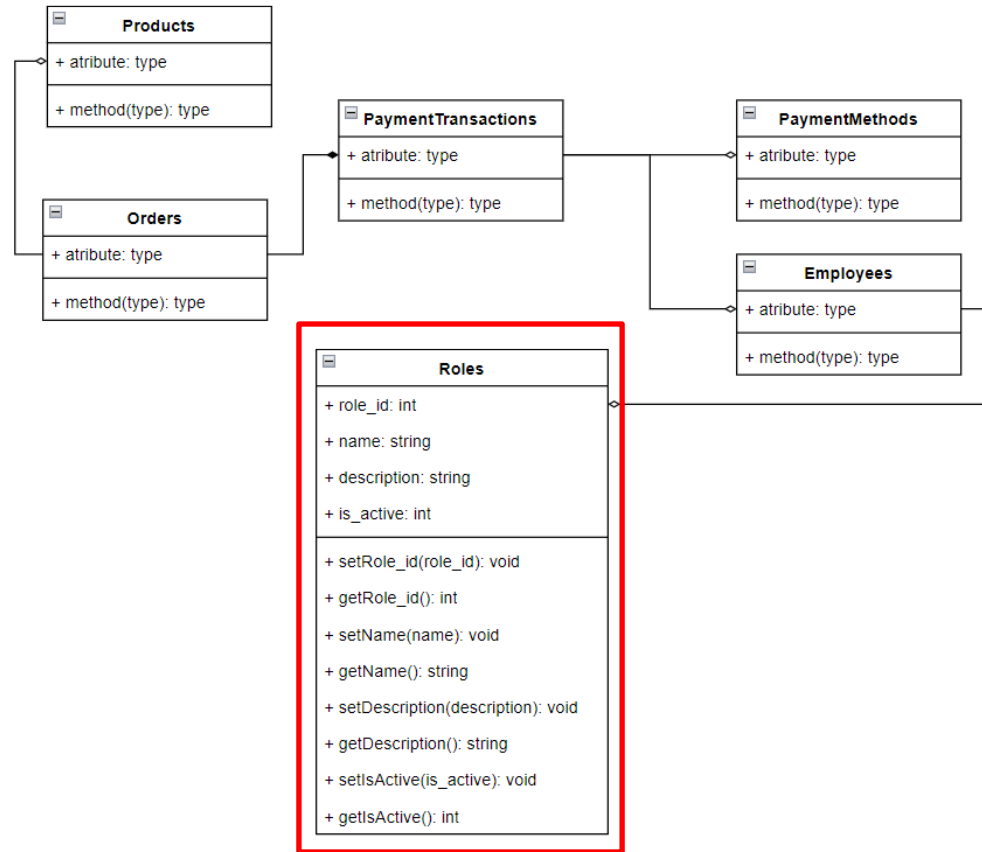 Products
+ atribute: type
+ method(type): type
PaymentTransactions
+ atribute: type
+ method(type): type
PaymentMethods
+ atribute: type
+ method(type): type
Orders
+ atribute: type
+ method(type): type
Employees
+ atribute: type
+ method(type): type
Roles
+ role_id: int
+ name: string
+ description: string
+ is_active: int
+ setRole_id(role_id): void
+ getRole_id(): int
+ setName(name): void
+ getName(): string
+ setDescription(description): void
+ getDescription(): string
+ setIsActive(is_active): void
+ getIsActive(): int